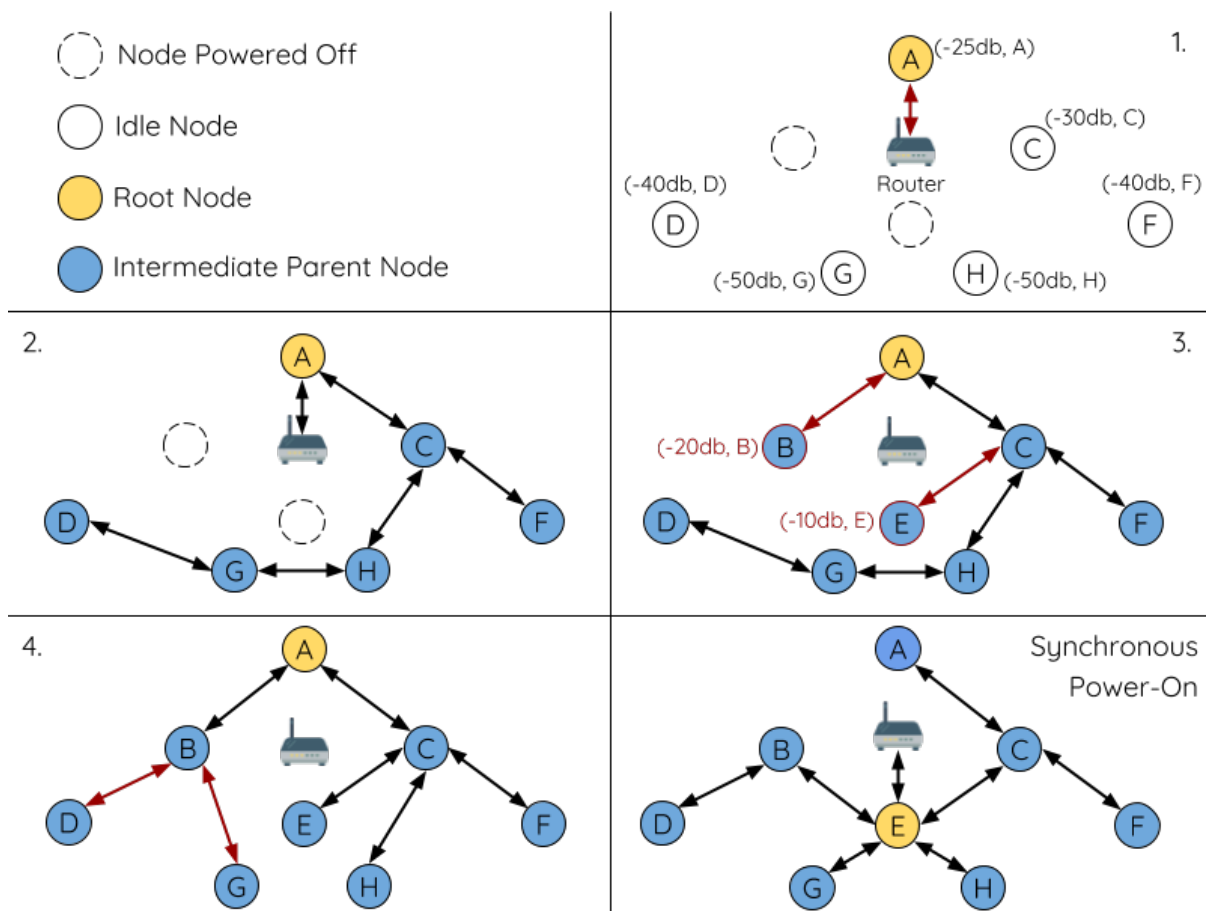 Node Powered Off
Idle Node
Root Node
Intermediate Parent Node
1.
A
(-25db, A)
C
(-30db, C)
Router
(-40db, D)
D
(-40db, F)
F
(-50db, G)
G
H
(-50db, H)
2.
A
C
D
F
G
H
3.
A
(-20db, B)
B
C
D
(-10db, E)
E
F
G
H
4.
A
B
C
D
E
F
G
H
Synchronous
Power-On
A
B
C
D
E
F
G
H